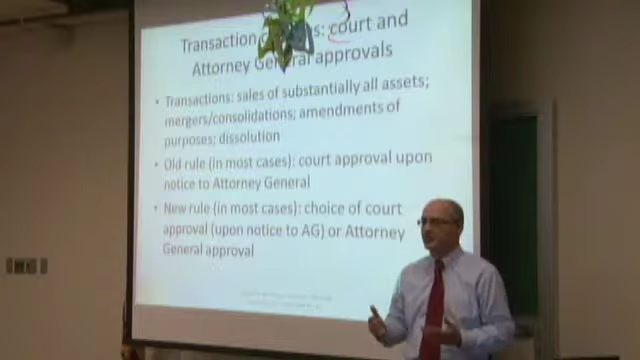 Transaction s: court and
Attorney General approvals
• Transactions: sales of substantially all assets;
mergers/consolidations; amendments of
purposes; dissolution
• Old rule (in most cases): court approval upon
notice to Attorney General
• New rule (in most cases): choice of court
approval (upon notice to AG) or Attorney
General approval